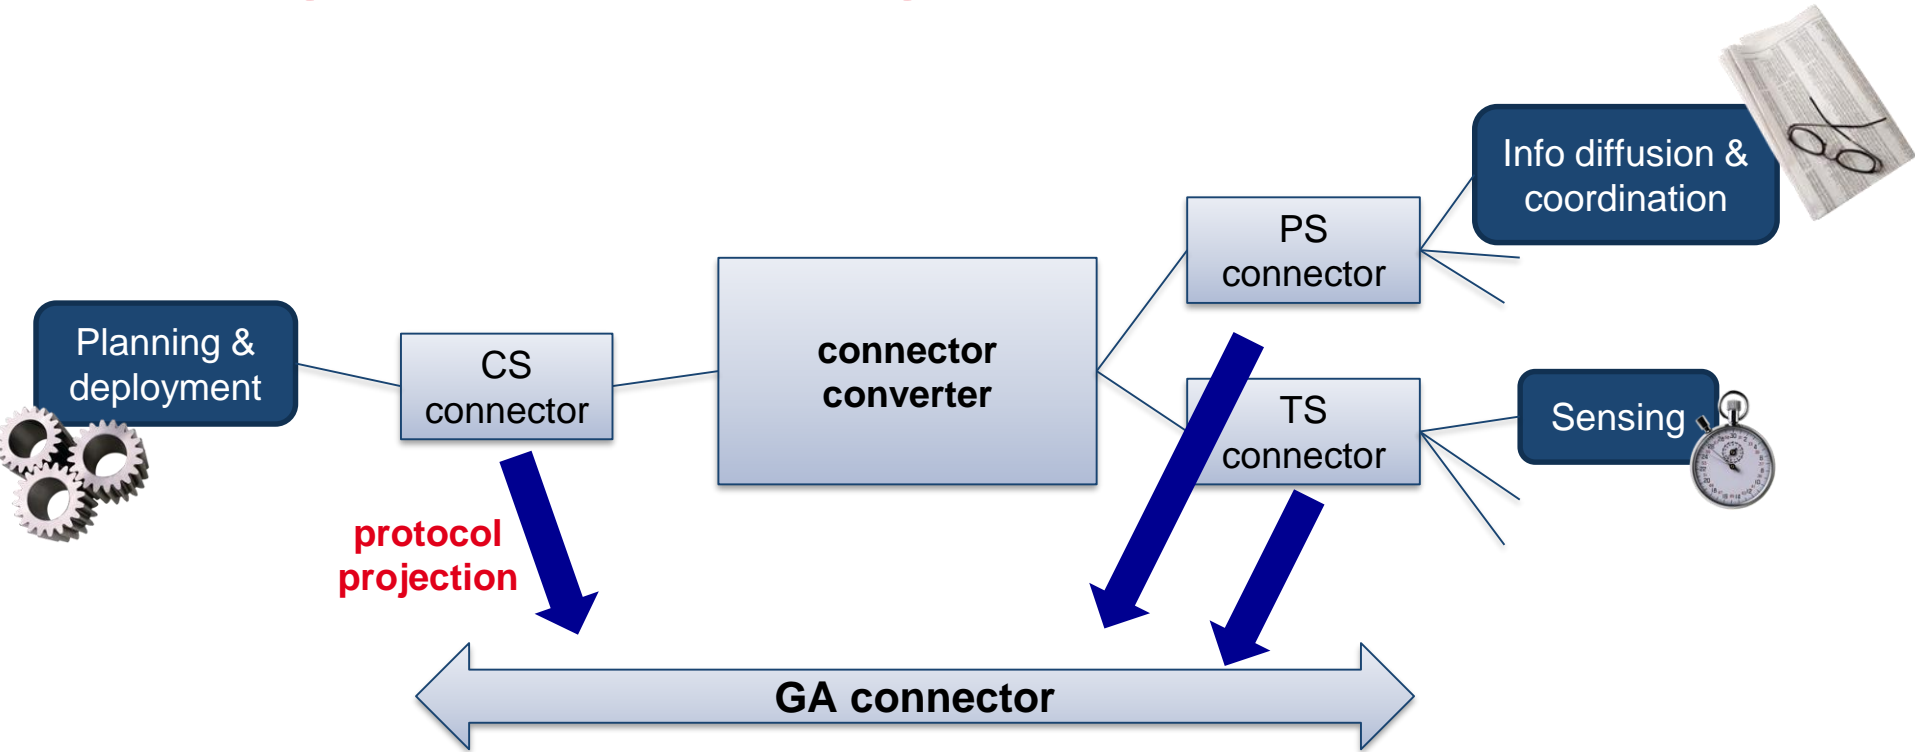 Info diffusion &
coordination
PS
connector
Planning &
deployment
CS
connector
connector
converter
TS
connector
Sensing
protocol
projection
GA connector